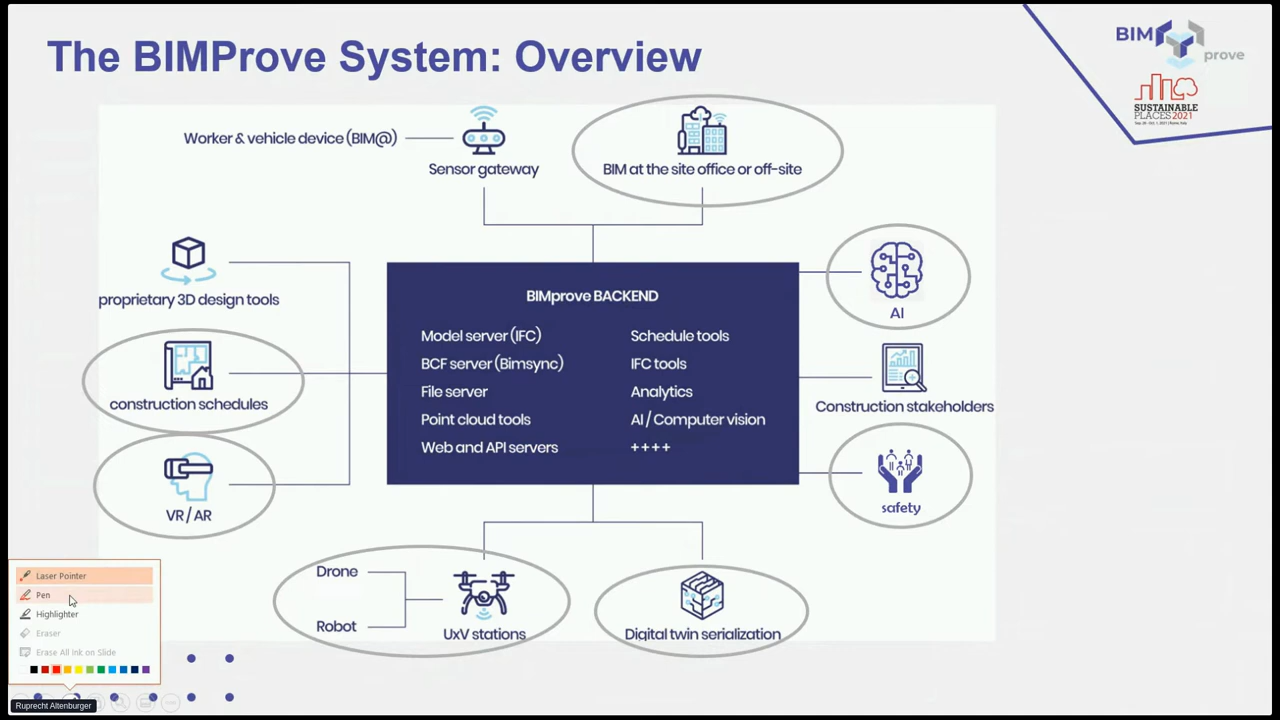 The BIMProve System: Overview
BIM
prove
SUSTAINABLE
PLACES2021
Worker & vehicle device (BIM@)
Sensor gateway
BIM at the site office or off-site
proprietary 3D design tools
construction schedules
VR / AR
BIMprove BACKEND
Model server (IFC)
BCF server (Bimsync)
File server
Point cloud tools
Web and API servers
Schedule tools
IFC tools
Analytics
AI / Computer vision
++++
AI
Construction stakeholders
safety
Drone
Robot
UxV stations
Digital twin serialization
Laser Pointer
Pen
Highlighter
Eraser
Erase All Ink on Slide
Ruprecht Altenburger